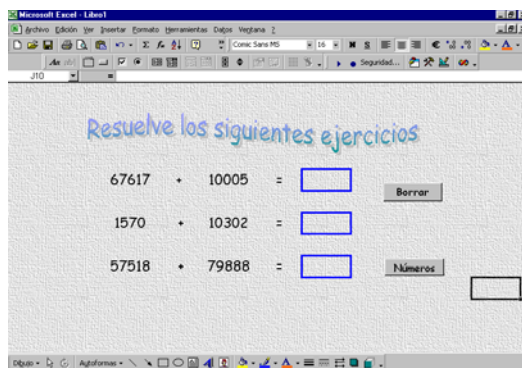 Microsoft Excel - Libro1
Archivo Edición Ver Insertar Formato Herramientas Datos Ventana ?
Comic Sans MS 16 N S €
Seguridad...
J10 =
Resuelve los siguientes ejercicios
67617 + 10005 =
Borrar
1570 + 10302 =
57518 + 79888 =
Números
Dibujo Autoformas